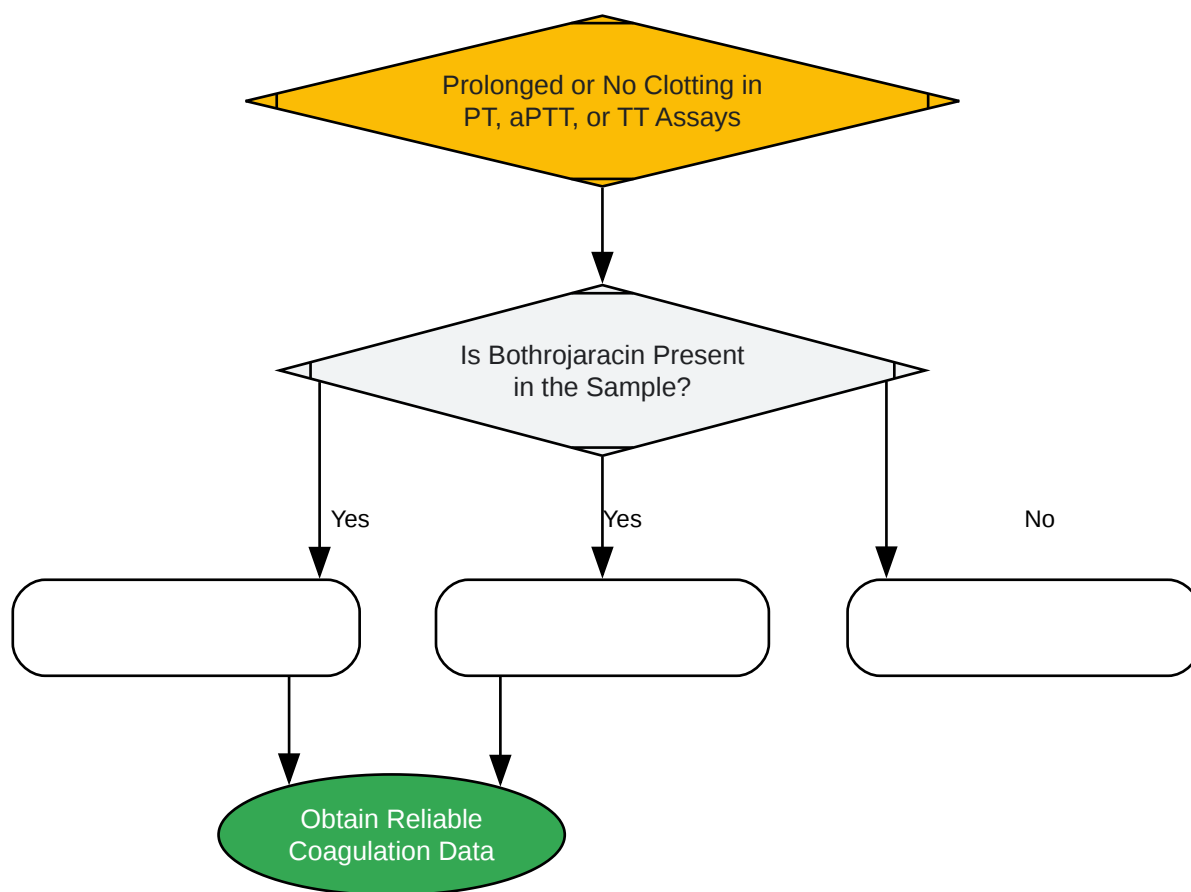 Prolonged or No Clotting in
PT, aPTT, or TT Assays
Is Bothrojaracin Present
in the Sample?
Yes
Yes
No
Obtain Reliable
Coagulation Data